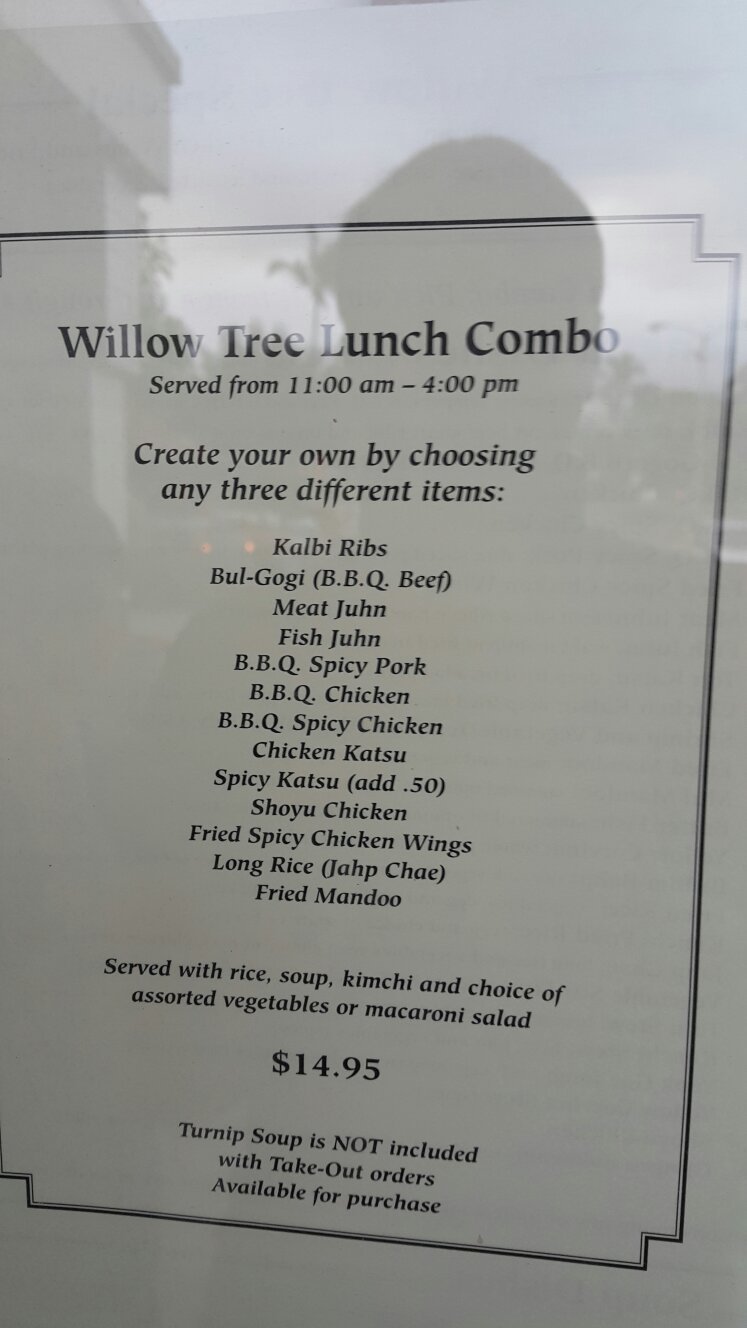 Willow Tree Lunch Combo
Served from 11:00 am – 4:00 pm
Create your own by choosing
any three different items:
Kalbi Ribs
Bul-Gogi (B.B.Q. Beef)
Meat Juhn
Fish Juhn
B.B.Q. Spicy Pork
B.B.Q. Chicken
B.B.Q. Spicy Chicken
Chicken Katsu
Spicy Katsu (add .50)
Shoyu Chicken
Fried Spicy Chicken Wings
Long Rice (Jahp Chae)
Fried Mandoo
Served with rice, soup, kimchi and choice of
assorted vegetables or macaroni salad
$14.95
Turnip Soup is NOT included
with Take-Out orders
Available for purchase